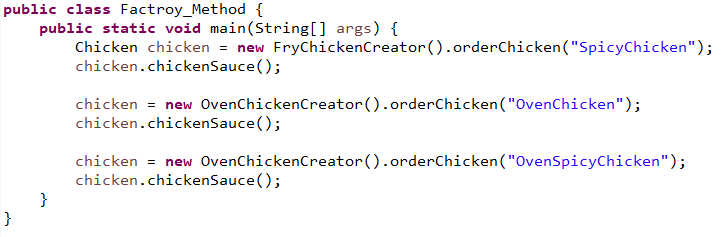 public class Factroy_Method {
    public static void main(String[] args) {
        Chicken chicken = new FryChickenCreator().orderChicken("SpicyChicken");
        chicken.chickenSauce();

        chicken = new OvenChickenCreator().orderChicken("OvenChicken");
        chicken.chickenSauce();

        chicken = new OvenChickenCreator().orderChicken("OvenSpicyChicken");
        chicken.chickenSauce();
    }
}